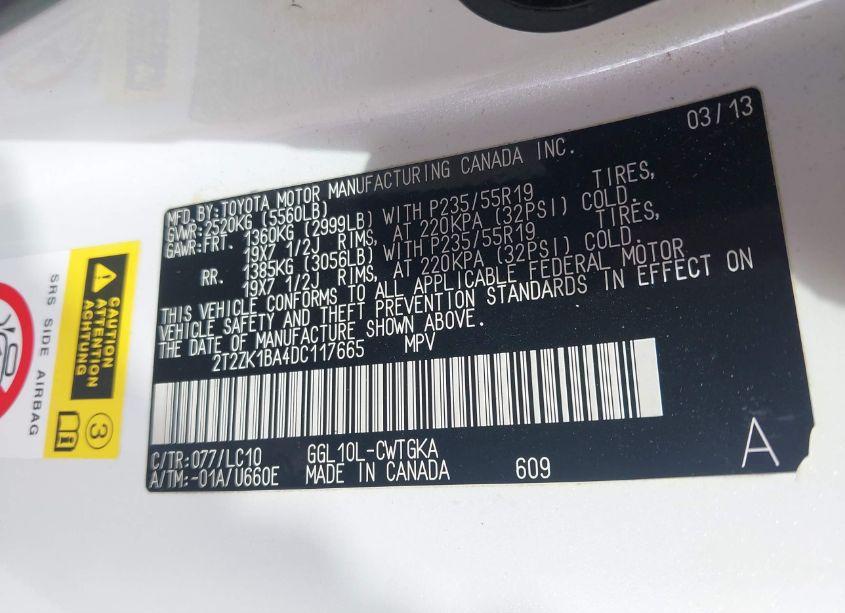 03/13
MFD.BY:TOYOTA MOTOR MANUFACTURING CANADA INC.
GVWR:2520KG (5560LB)
GAWR:FRT. 1360KG (2999LB) WITH P235/55R19 TIRES,
19X7 1/2J RIMS, AT 220KPA (32PSI) COLD.
RR. 1385KG (3056LB) WITH P235/55R19 TIRES,
19X7 1/2J RIMS, AT 220KPA (32PSI) COLD.
THIS VEHICLE CONFORMS TO ALL APPLICABLE FEDERAL MOTOR
VEHICLE SAFETY AND THEFT PREVENTION STANDARDS IN EFFECT ON
THE DATE OF MANUFACTURE SHOWN ABOVE.
2T2ZK1BA4DC117665 MPV
C/TR:077/LC10 GGL10L-CWTGKA
A/TM:-01A/U660E MADE IN CANADA 609
A
SRS SIDE AIRBAG
CAUTION
ATTENTION
ACHTUNG
3